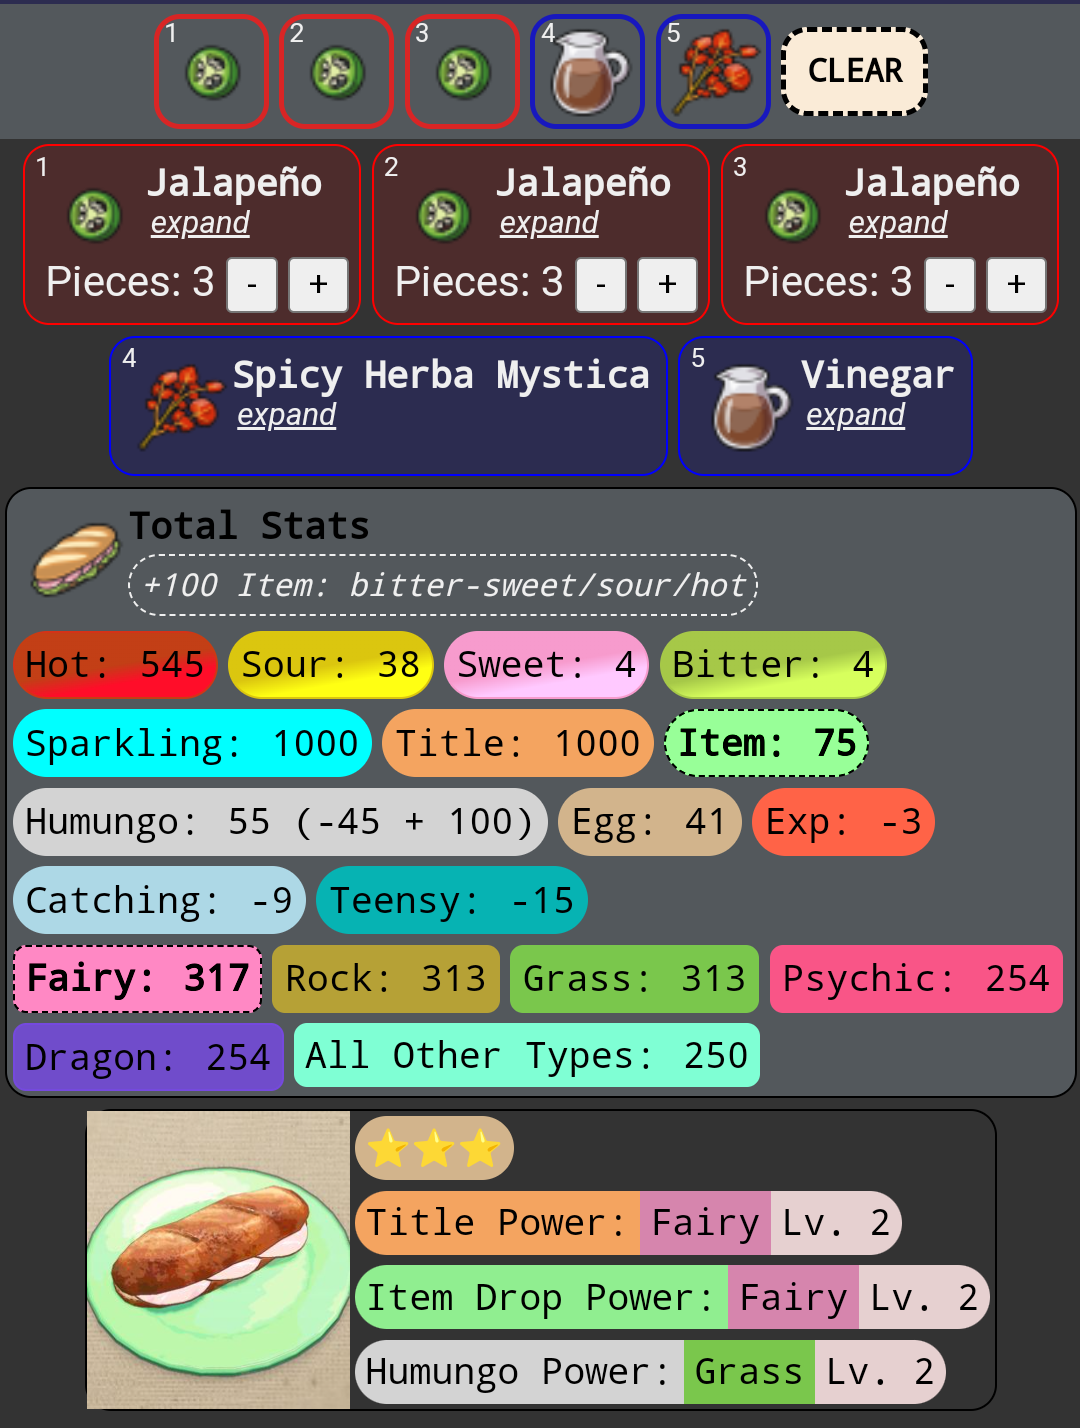 1 2 3 4 5 CLEAR
1 Jalapeño 2 Jalapeño 3 Jalapeño
expand expand expand
Pieces: 3 - + Pieces: 3 - + Pieces: 3 - +
4 Spicy Herba Mystica 5 Vinegar
expand expand
Total Stats
+100 Item: bitter-sweet/sour/hot
Hot: 545 Sour: 38 Sweet: 4 Bitter: 4
Sparkling: 1000 Title: 1000 Item: 75
Humungo: 55 (-45 + 100) Egg: 41 Exp: -3
Catching: -9 Teensy: -15
Fairy: 317 Rock: 313 Grass: 313 Psychic: 254
Dragon: 254 All Other Types: 250
Title Power: Fairy Lv. 2
Item Drop Power: Fairy Lv. 2
Humungo Power: Grass Lv. 2